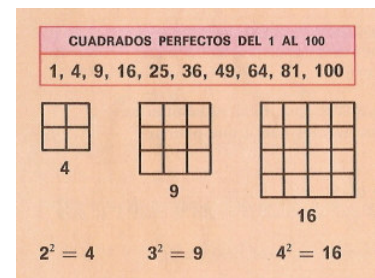 CUADRADOS PERFECTOS DEL 1 AL 100
1, 4, 9, 16, 25, 36, 49, 64, 81, 100
4
9
16
2² = 4 3² = 9 4² = 16